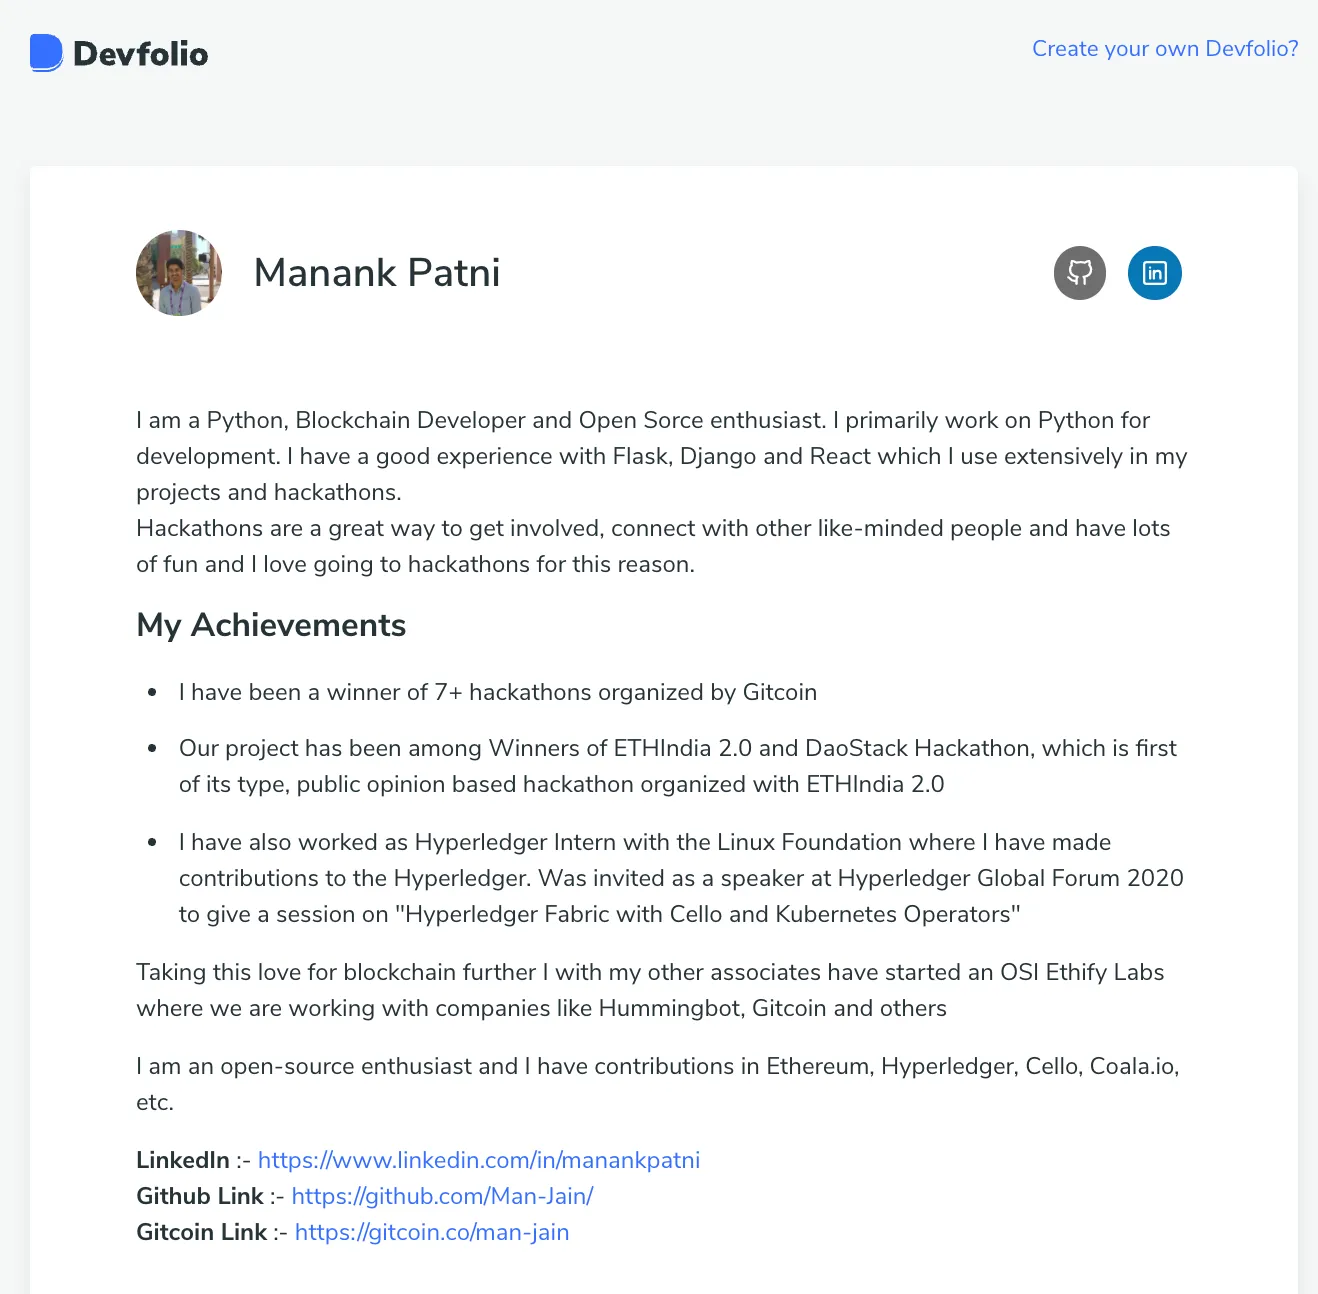 Devfolio
Create your own Devfolio?
Manank Patni
in
I am a Python, Blockchain Developer and Open Sorce enthusiast. I primarily work on Python for
development. I have a good experience with Flask, Django and React which I use extensively in my
projects and hackathons.
Hackathons are a great way to get involved, connect with other like-minded people and have lots
of fun and I love going to hackathons for this reason.
My Achievements
• I have been a winner of 7+ hackathons organized by Gitcoin
• Our project has been among Winners of ETHIndia 2.0 and DaoStack Hackathon, which is first
of its type, public opinion based hackathon organized with ETHIndia 2.0
• I have also worked as Hyperledger Intern with the Linux Foundation where I have made
contributions to the Hyperledger. Was invited as a speaker at Hyperledger Global Forum 2020
to give a session on "Hyperledger Fabric with Cello and Kubernetes Operators"
Taking this love for blockchain further I with my other associates have started an OSI Ethify Labs
where we are working with companies like Hummingbot, Gitcoin and others
I am an open-source enthusiast and I have contributions in Ethereum, Hyperledger, Cello, Coala.io,
etc.
LinkedIn :- https://www.linkedin.com/in/manankpatni
Github Link :- https://github.com/Man-Jain/
Gitcoin Link :- https://gitcoin.co/man-jain